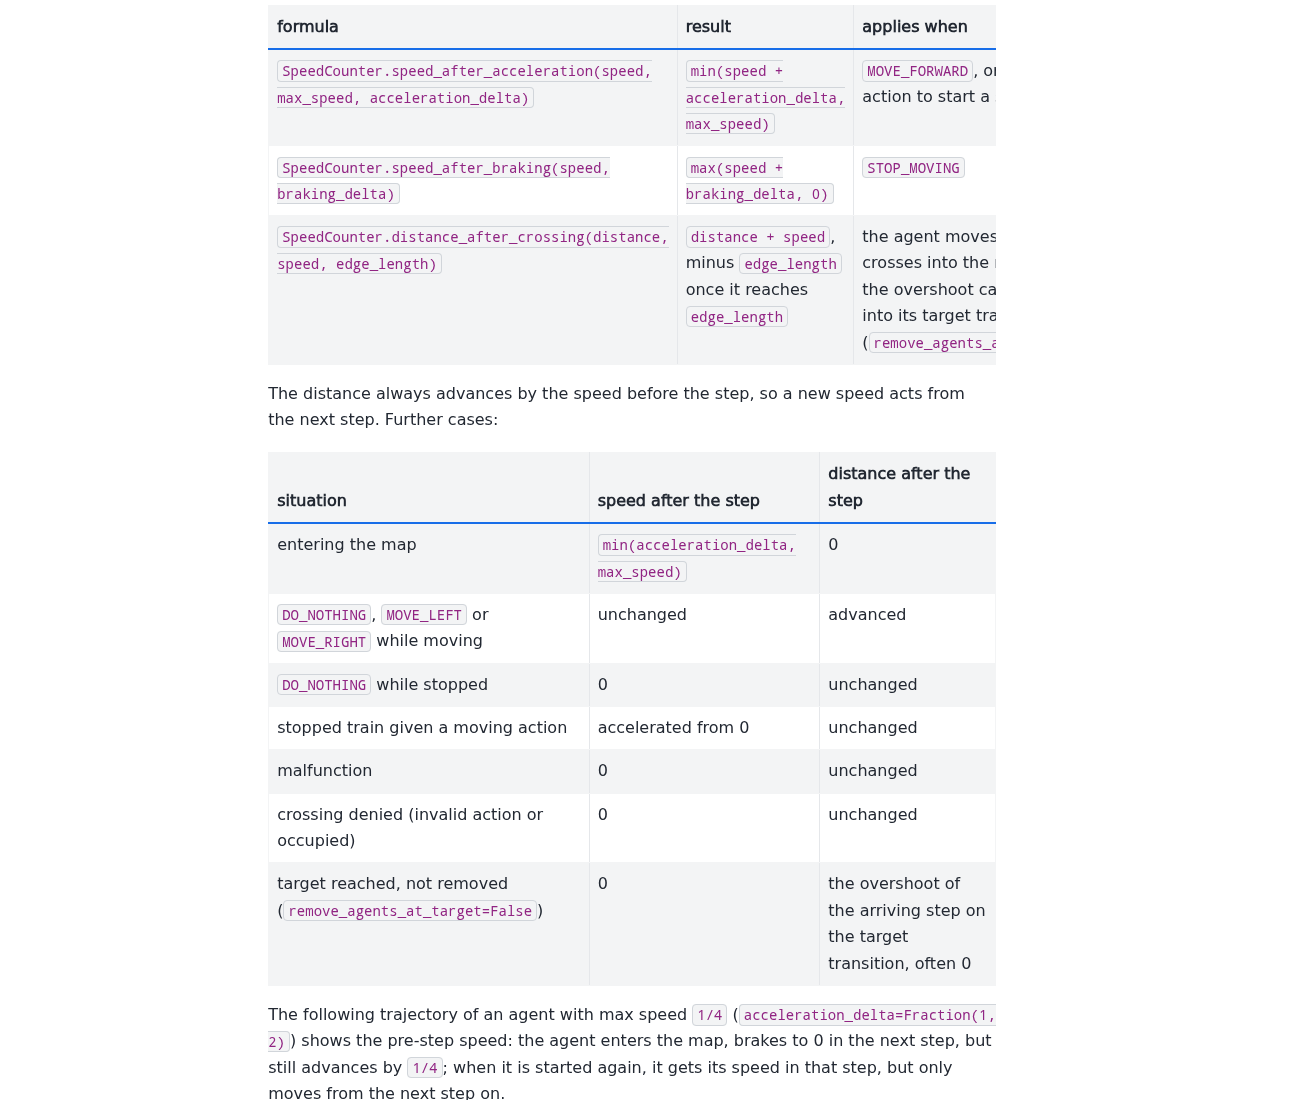 formula result applies when
SpeedCounter.speed_after_acceleration(speed, min(speed + MOVE_FORWARD,
max_speed, acceleration_delta) acceleration_delta, action to start a
max_speed)
SpeedCounter.speed_after_braking(speed, max(speed + STOP_MOVING
braking_delta) braking_delta, 0)
SpeedCounter.distance_after_crossing(distance, distance + speed, the agent moves
speed, edge_length) minus edge_length crosses into the
once it reaches the overshoot
edge_length into its target
(
The distance always advances by the speed before the step, so a new speed acts from
the next step. Further cases:
distance after the
situation speed after the step step
entering the map min(acceleration_delta, 0
max_speed)
DO_NOTHING, MOVE_LEFT or unchanged advanced
MOVE_RIGHT while moving
DO_NOTHING while stopped 0 unchanged
stopped train given a moving action accelerated from 0 unchanged
malfunction 0 unchanged
crossing denied (invalid action or 0 unchanged
occupied)
target reached, not removed 0 the overshoot of
(remove_agents_at_target=False) the arriving step on
the target
transition, often 0
The following trajectory of an agent with max speed 1/4 (acceleration_delta=Fraction(1,
2)) shows the pre-step speed: the agent enters the map, brakes to 0 in the next step, but
still advances by 1/4; when it is started again, it gets its speed in that step, but only
moves from the next step on.